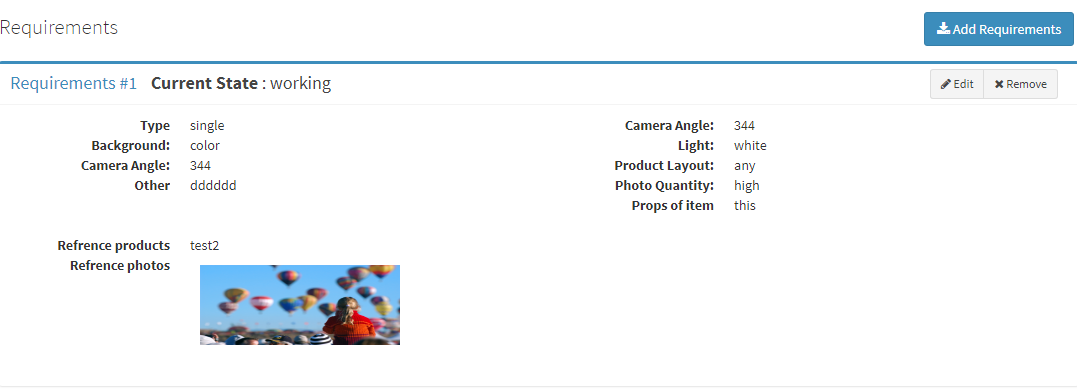 Requirements
Add Requirements
Requirements #1 Current State : working
Edit Remove
Type single
Background: color
Camera Angle: 344
Other dddddd
Camera Angle: 344
Light: white
Product Layout: any
Photo Quantity: high
Props of item this
Refrence products test2
Refrence photos